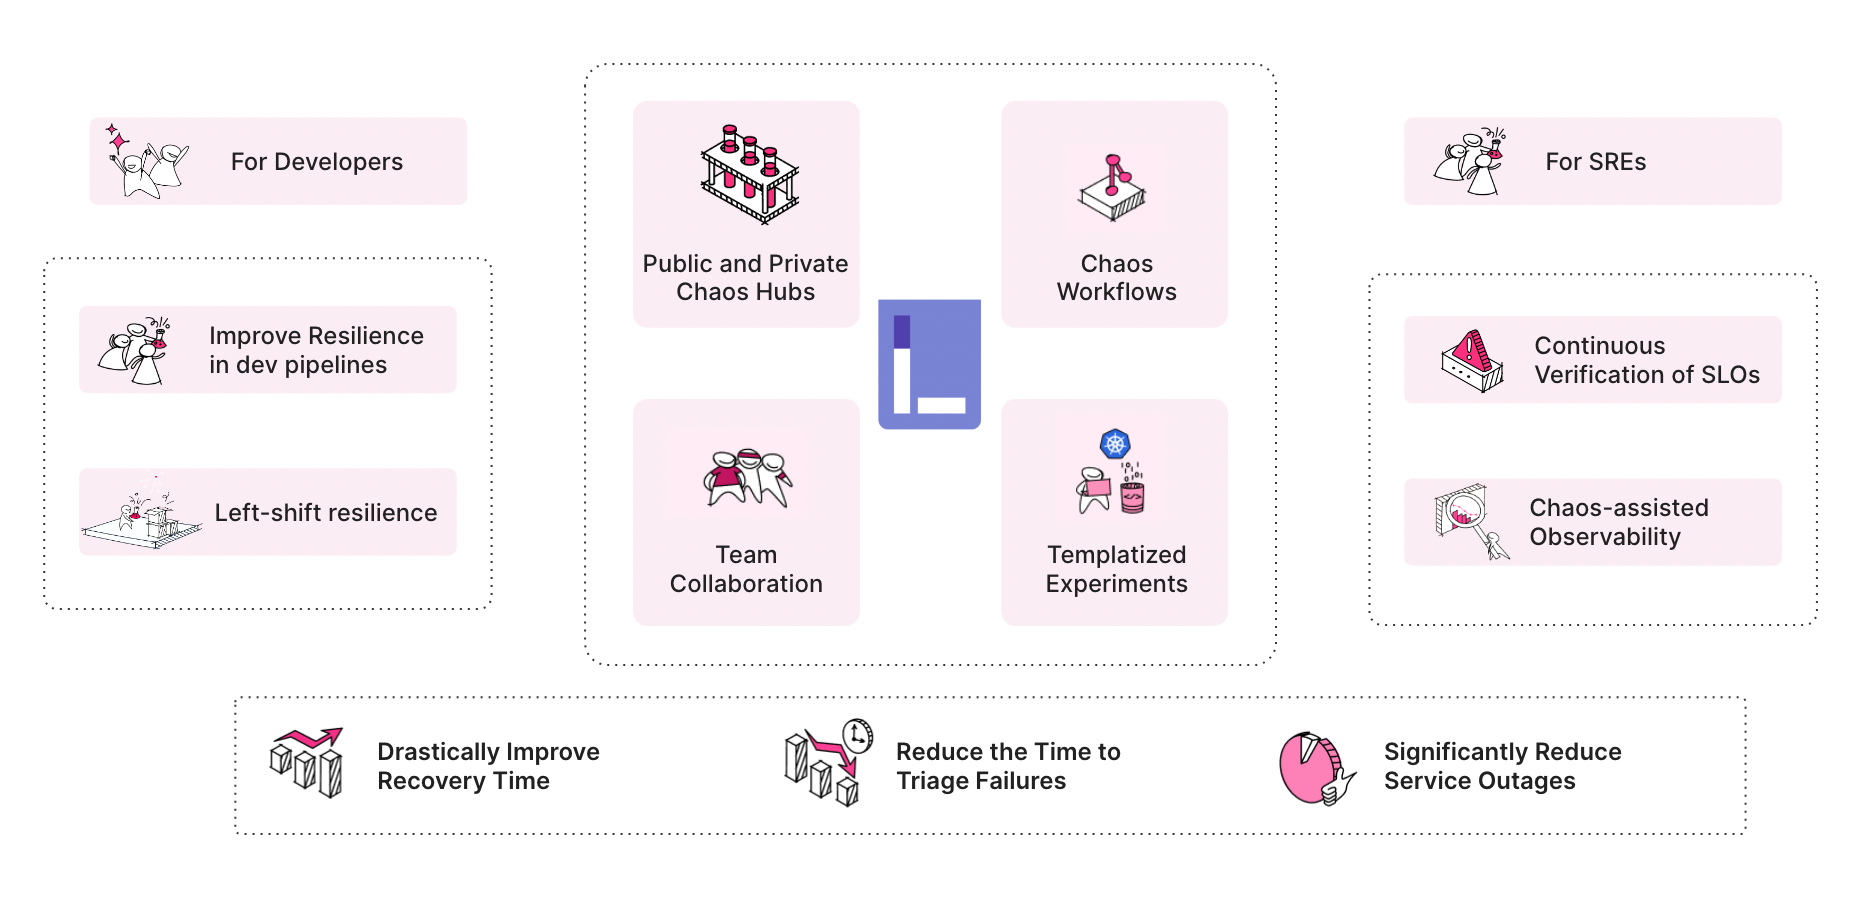 For Developers
Improve Resilience
in dev pipelines
Left-shift resilience
Public and Private
Chaos Hubs
Chaos
Workflows
Team
Collaboration
Templatized
Experiments
For SREs
Continuous
Verification of SLOs
Chaos-assisted
Observability
Drastically Improve
Recovery Time
Reduce the Time to
Triage Failures
Significantly Reduce
Service Outages